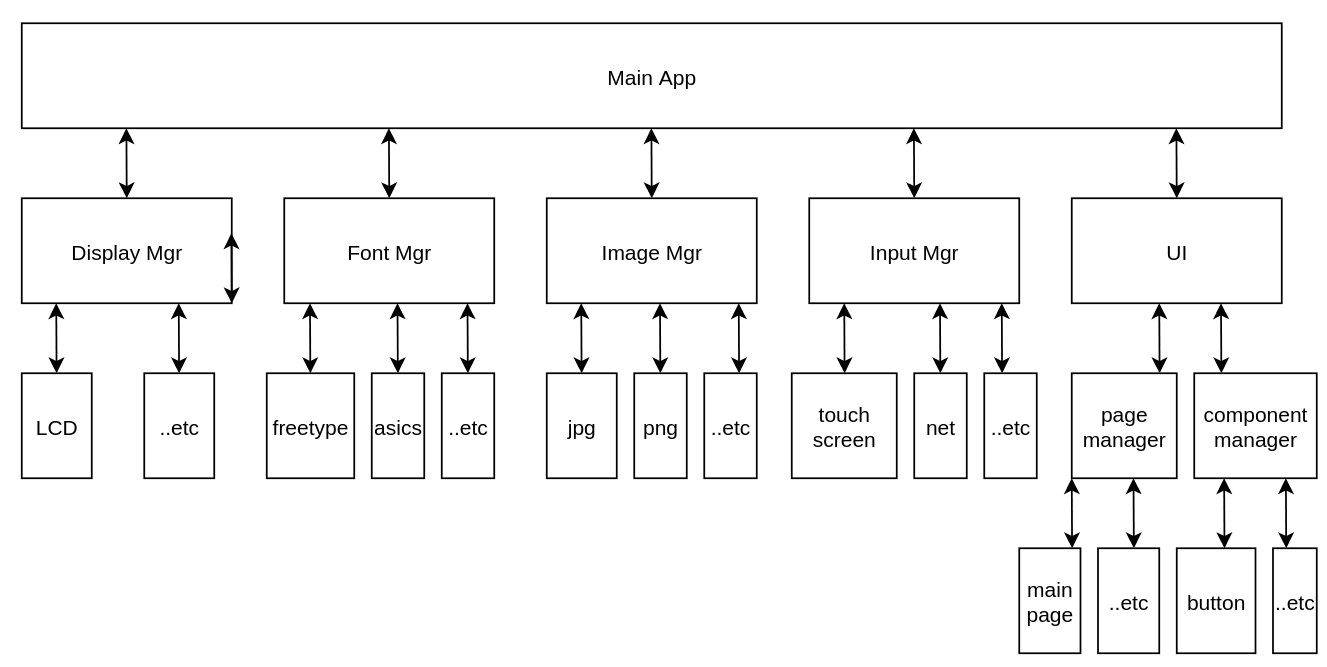 Main App
Display Mgr
Font Mgr
Image Mgr
Input Mgr
UI
LCD
..etc
freetype
asics
..etc
jpg
png
..etc
touch
screen
net
..etc
page
manager
component
manager
main
page
..etc
button
..etc